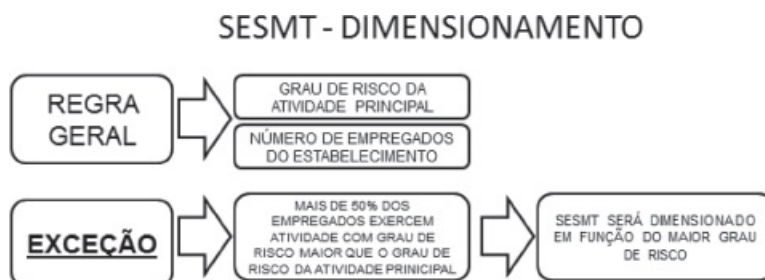 SESMT - DIMENSIONAMENTO
REGRA
GERAL
GRAU DE RISCO DA
ATIVIDADE PRINCIPAL
NÚMERO DE EMPREGADOS
DO ESTABELECIMENTO
EXCEÇÃO
MAIS DE 50% DOS
EMPREGADOS EXERCEM
ATIVIDADE COM GRAU DE
RISCO MAIOR QUE O GRAU DE
RISCO DA ATIVIDADE PRINICIPAL
SESMT SERÁ DIMENSIONADO
EM FUNÇÃO DO MAIOR GRAU
DE RISCO